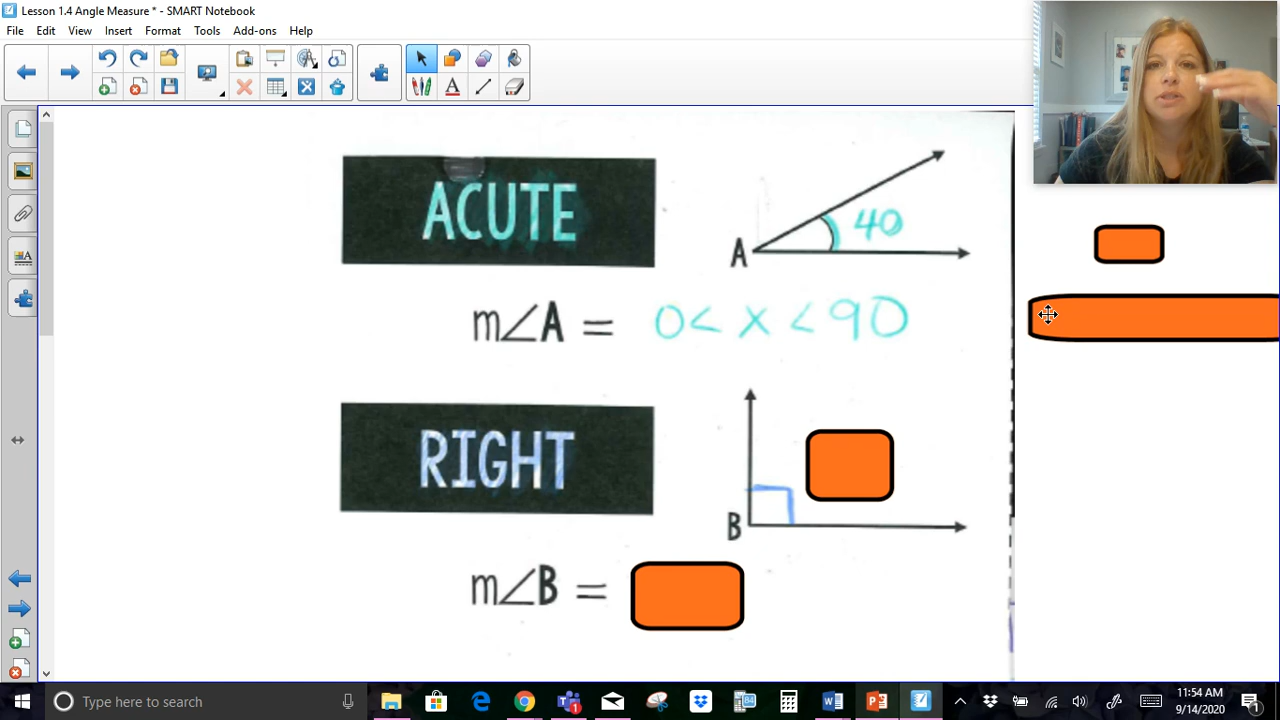 Lesson 1.4 Angle Measure * - SMART Notebook
File Edit View Insert Format Tools Add-ons Help
ACUTE
A
40
m∠A = 0 < x < 90
RIGHT
B
m∠B =
Type here to search
11:54 AM
9/14/2020